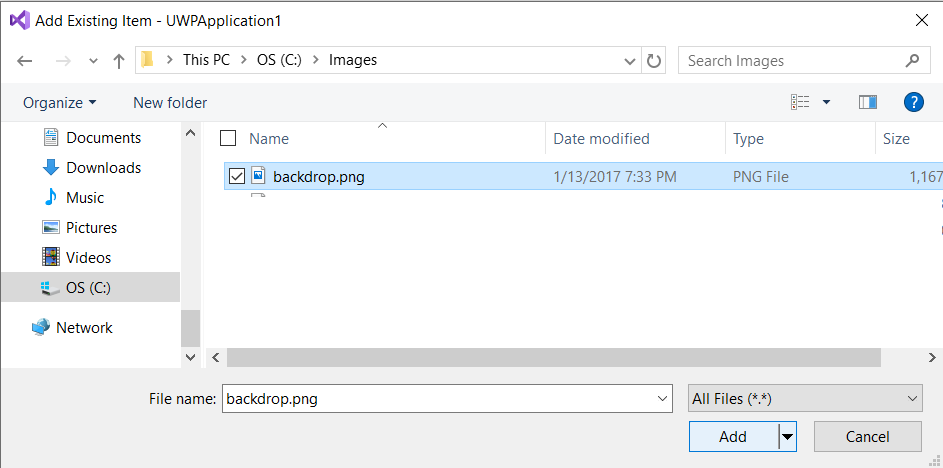 Add Existing Item - UWPApplication1
This PC > OS (C:) > Images
Search Images
Organize
New folder
?
Name
Date modified
Type
Size
Documents
Downloads
Music
Pictures
Videos
OS (C:)
Network
backdrop.png
1/13/2017 7:33 PM
PNG File
1,167
File name:
backdrop.png
All Files (*.*)
Add
Cancel